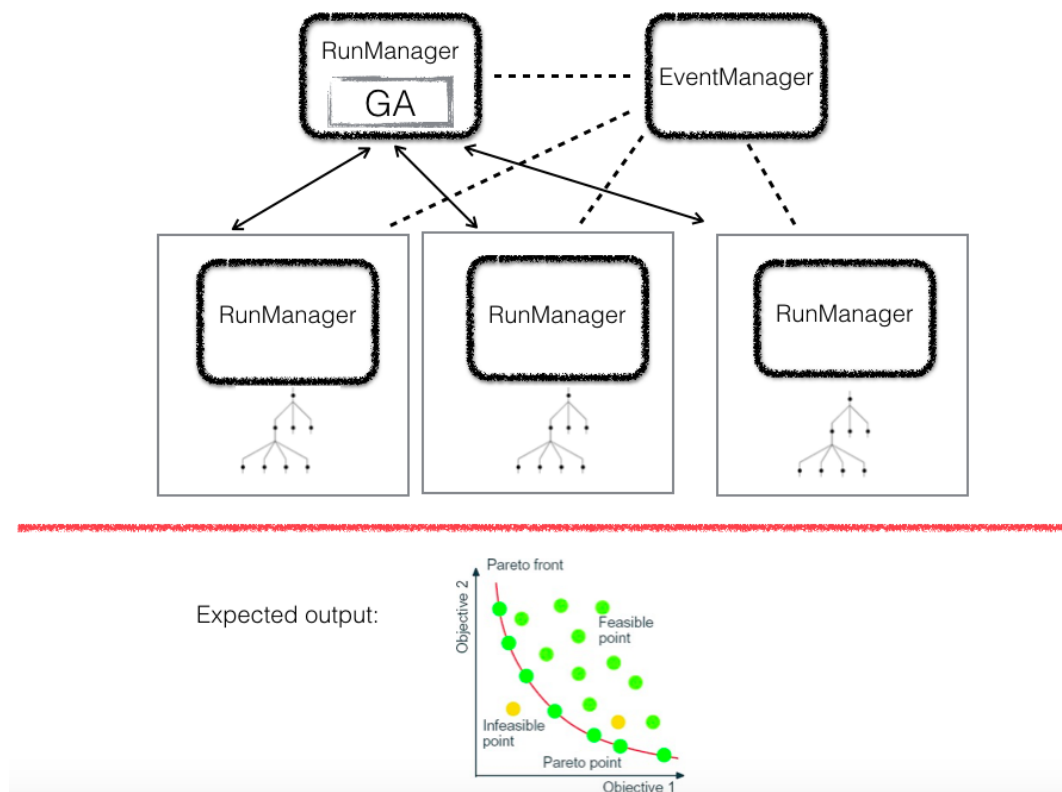 RunManager
GA
EventManager
RunManager
RunManager
RunManager
Expected output:
Pareto front
Objective 2
Feasible
point
Infeasible
point
Pareto point
Objective 1